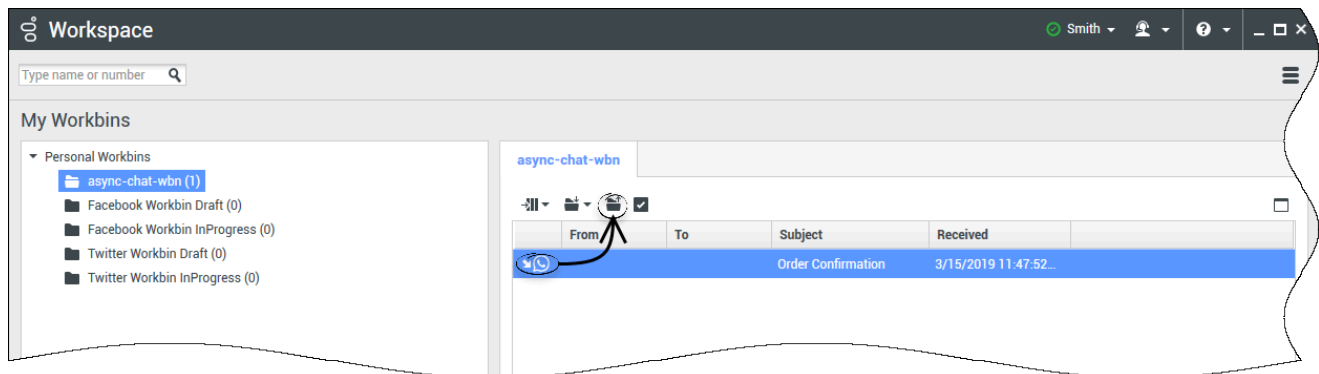 Workspace
Smith
Type name or number
My Workbins
Personal Workbins
async-chat-wbn (1)
Facebook Workbin Draft (0)
Facebook Workbin InProgress (0)
Twitter Workbin Draft (0)
Twitter Workbin InProgress (0)
async-chat-wbn
From To Subject Received
Order Confirmation 3/15/2019 11:47:52...